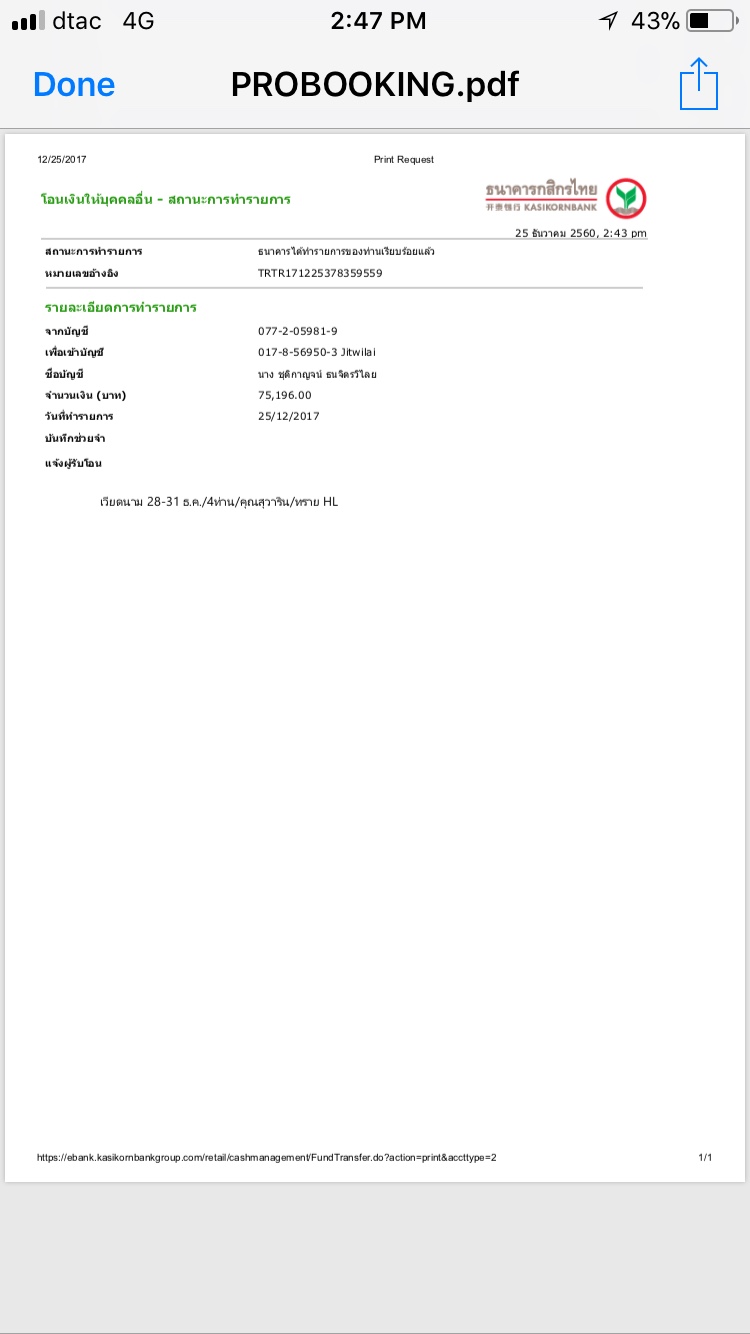 dtac 4G 2:47 PM 43%
Done PROBOOKING.pdf
12/25/2017 Print Request
โอนเงินให้บุคคลอื่น - สถานะการทำรายการ
ธนาคารกสิกรไทย
开泰银行 KASIKORNBANK
25 ธันวาคม 2560, 2:43 pm
สถานะการทำรายการ ธนาคารได้ทำรายการของท่านเรียบร้อยแล้ว
หมายเลขอ้างอิง TRTR171225378359559
รายละเอียดการทำรายการ
จากบัญชี 077-2-05981-9
เพื่อเข้าบัญชี 017-8-56950-3 Jitwilai
ชื่อบัญชี นาง ชุติกาญจน์ ธนจิตรวิไลย
จำนวนเงิน (บาท) 75,196.00
วันที่ทำรายการ 25/12/2017
บันทึกช่วยจำ
แจ้งผู้รับโอน
เวียดนาม 28-31 ธ.ค./4ท่าน/คุณสุวาริน/ทราย HL
https://ebank.kasikornbankgroup.com/retail/cashmanagement/FundTransfer.do?action=print&accttype=2 1/1